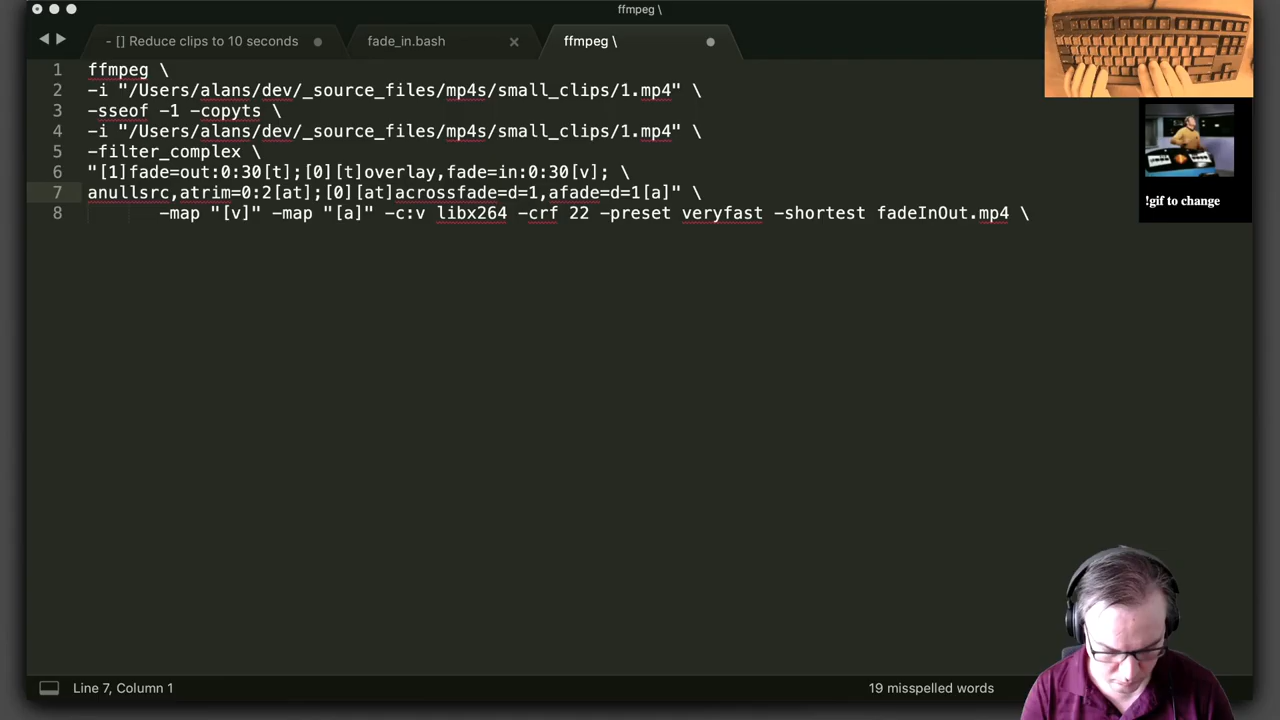 ffmpeg \
- [] Reduce clips to 10 seconds
fade_in.bash
ffmpeg \
1 ffmpeg \
2 -i "/Users/alans/dev/_source_files/mp4s/small_clips/1.mp4" \
3 -sseof -1 -copyts \
4 -i "/Users/alans/dev/_source_files/mp4s/small_clips/1.mp4" \
5 -filter_complex \
6 "[1]fade=out:0:30[t];[0][t]overlay,fade=in:0:30[v]; \
7 anullsrc,atrim=0:2[at];[0][at]acrossfade=d=1,afade=d=1[a]" \
8 -map "[v]" -map "[a]" -c:v libx264 -crf 22 -preset veryfast -shortest fadeInOut.mp4 \
!gif to change
Line 7, Column 1
19 misspelled words